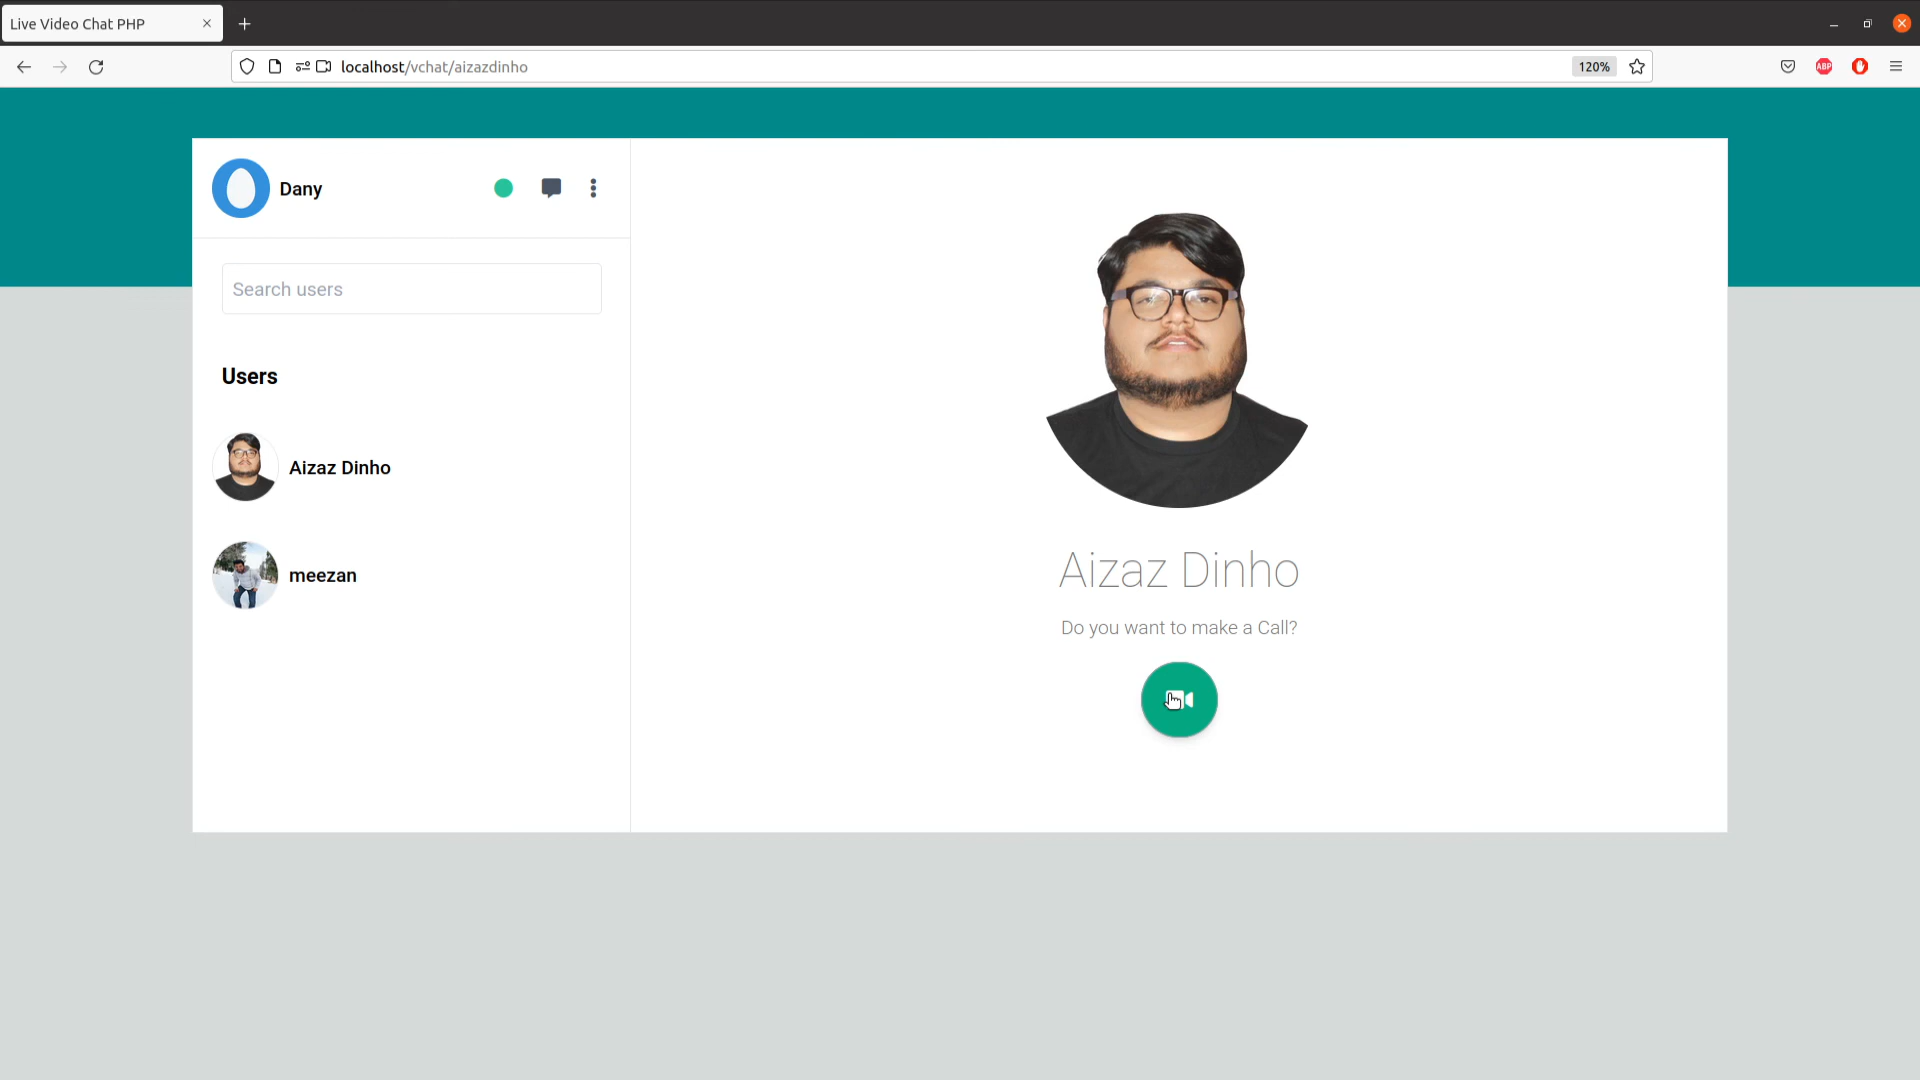 Live Video Chat PHP
localhost/vchat/aizazdinho
120%
ABP
Dany
Search users
Users
Aizaz Dinho
meezan
Aizaz Dinho
Do you want to make a Call?